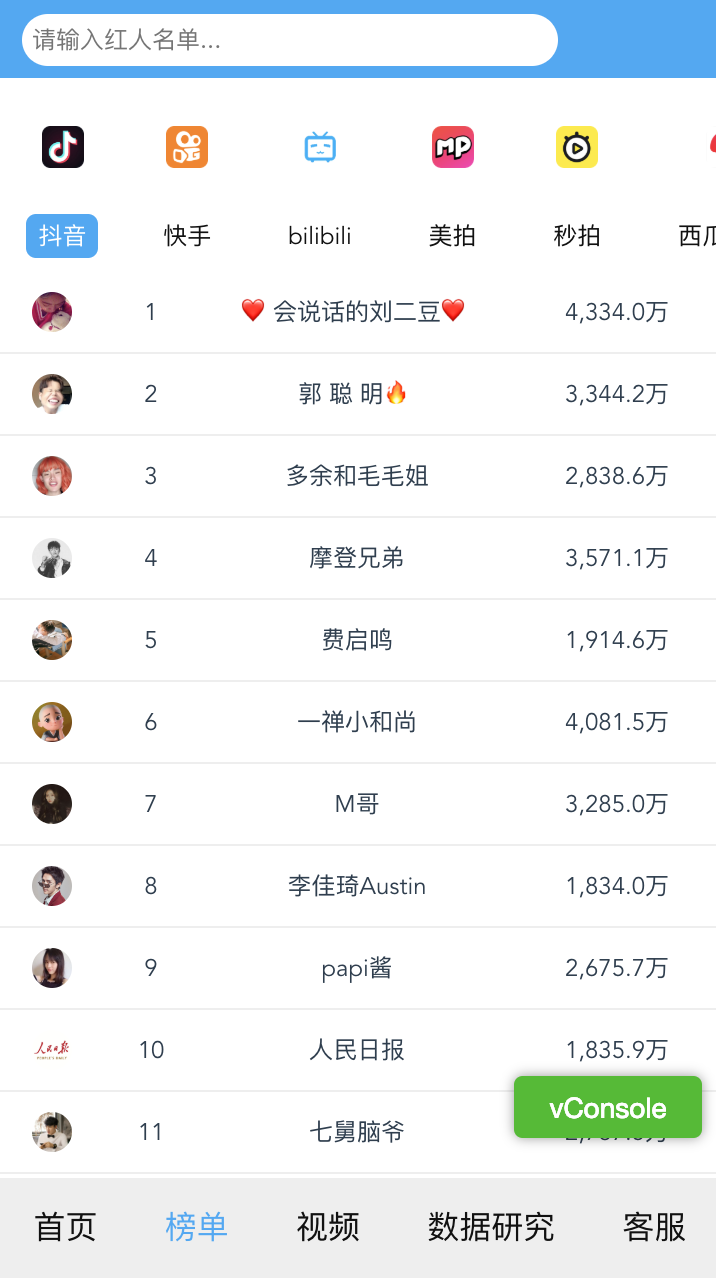 请输入红人名单...
抖音 快手 bilibili 美拍 秒拍 西瓜
1 ❤️ 会说话的刘二豆❤️ 4,334.0万
2 郭 聪 明🔥 3,344.2万
3 多余和毛毛姐 2,838.6万
4 摩登兄弟 3,571.1万
5 费启鸣 1,914.6万
6 一禅小和尚 4,081.5万
7 M哥 3,285.0万
8 李佳琦Austin 1,834.0万
9 papi酱 2,675.7万
人民日报 10 人民日报 1,835.9万
11 七舅脑爷
vConsole
首页 榜单 视频 数据研究 客服